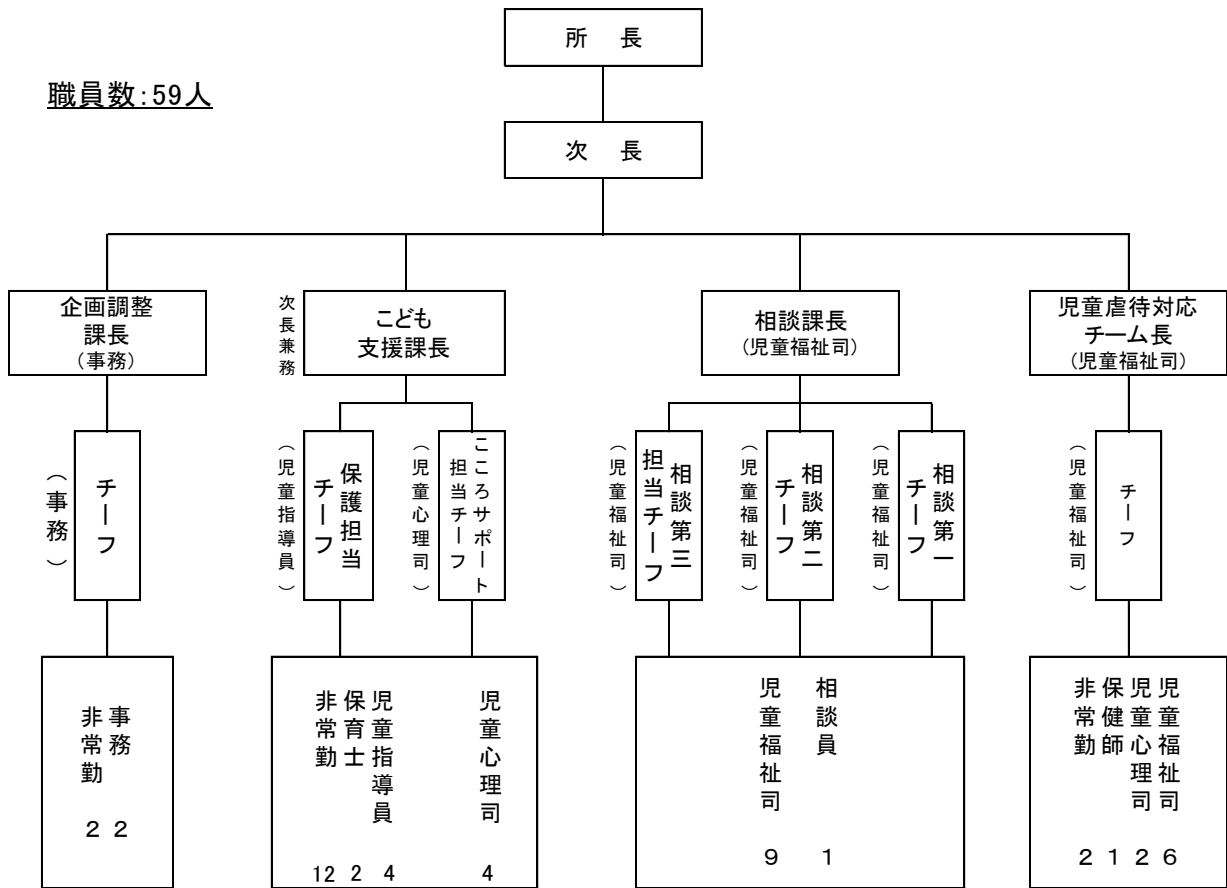 所　長
職員数：59人
次　長
企画調整
課長
（事務）
次長兼務
こども
支援課長
相談課長
（児童福祉司）
児童虐待対応
チーム長
（児童福祉司）
（事務）
チーフ
（児童指導員）
保護担当
チーフ
（児童心理司）
こころサポート
担当チーフ
（児童福祉司）
相談第三
担当チーフ
（児童福祉司）
相談第二
チーフ
（児童福祉司）
相談第一
チーフ
（児童福祉司）
チーフ
事務　2
非常勤　2
児童心理司　4
児童指導員　4
保育士　2
非常勤　12
相談員　1
児童福祉司　9
児童福祉司　6
児童心理司　2
保健師　1
非常勤　2